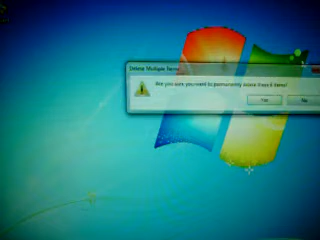 Delete Multiple Items
Are you sure you want to permanently delete these 6 items?
Yes
No